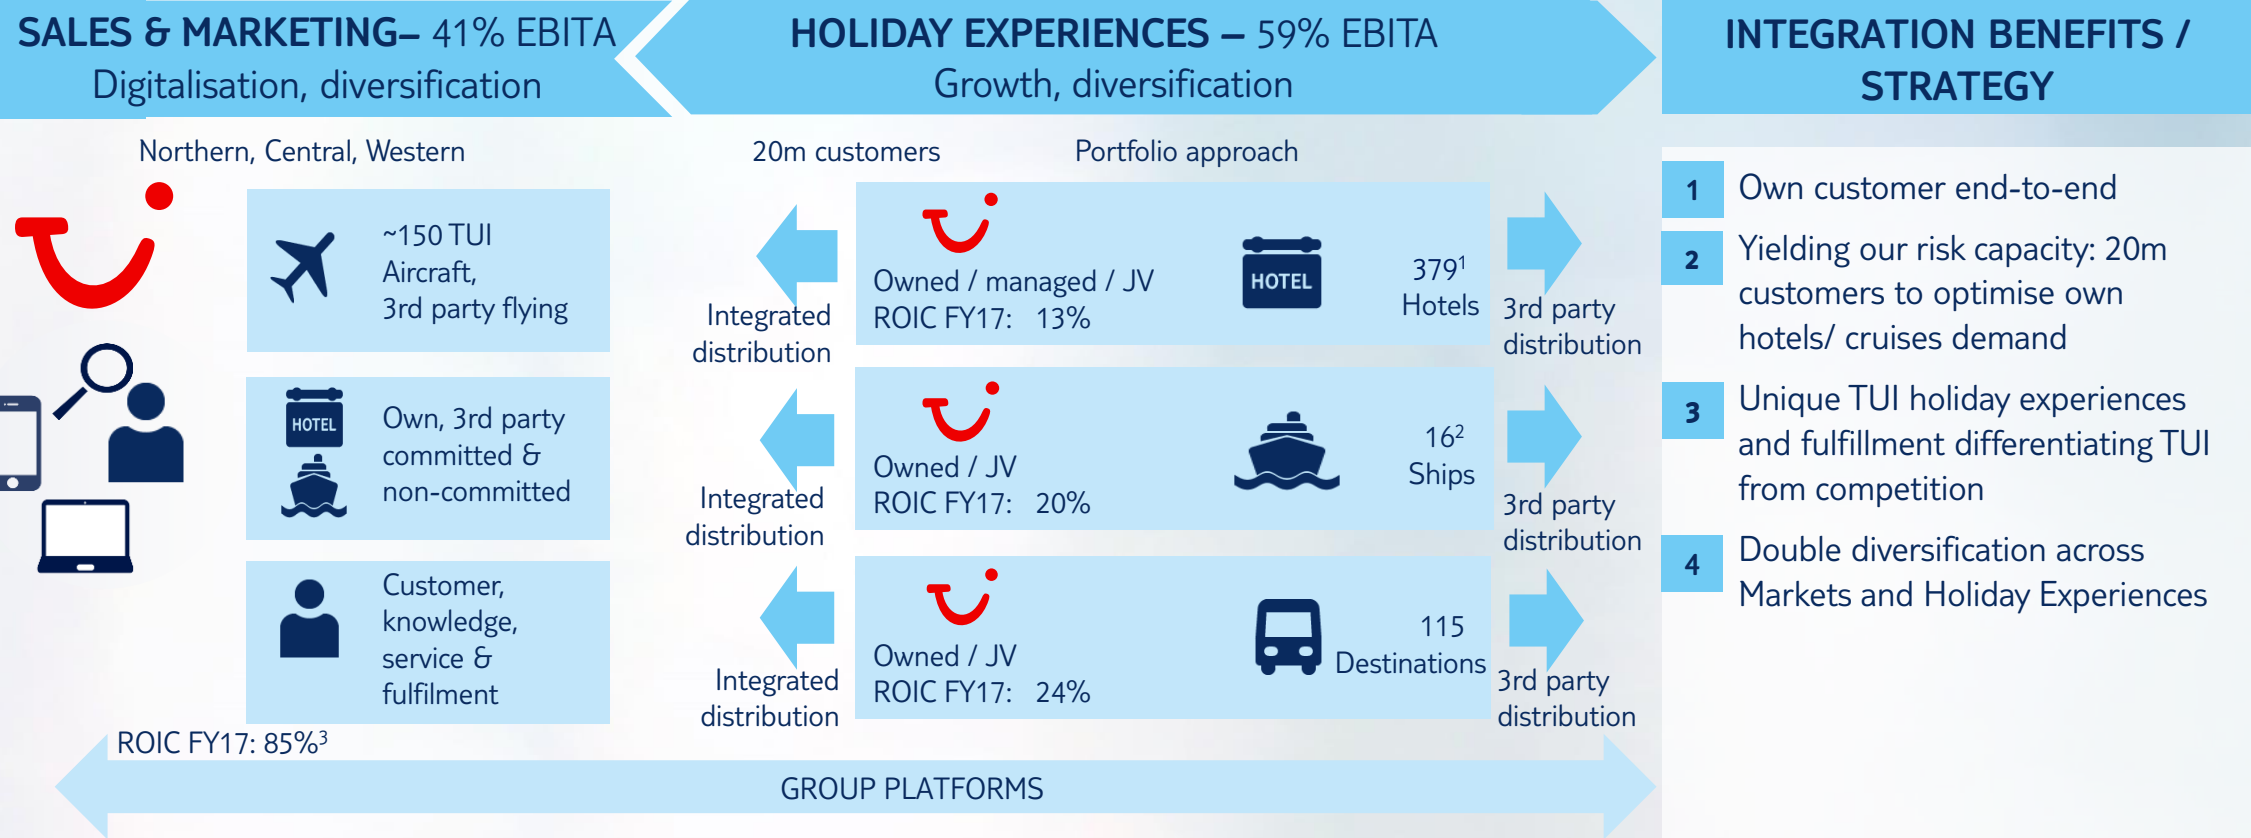 SALES & MARKETING– 41% EBITA
Digitalisation, diversification
HOLIDAY EXPERIENCES – 59% EBITA
Growth, diversification
INTEGRATION BENEFITS /
STRATEGY
Northern, Central, Western
~150 TUI
Aircraft,
3rd party flying
HOTEL
Own, 3rd party
committed &
non-committed
Customer,
knowledge,
service &
fulfilment
ROIC FY17: 85%³
20m customers
Portfolio approach
Integrated
distribution
Owned / managed / JV
ROIC FY17: 13%
HOTEL
379¹
Hotels
3rd party
distribution
Integrated
distribution
Owned / JV
ROIC FY17: 20%
16²
Ships
3rd party
distribution
Integrated
distribution
Owned / JV
ROIC FY17: 24%
115
Destinations
3rd party
distribution
GROUP PLATFORMS
1 Own customer end-to-end
2 Yielding our risk capacity: 20m
customers to optimise own
hotels/ cruises demand
3 Unique TUI holiday experiences
and fulfillment differentiating TUI
from competition
4 Double diversification across
Markets and Holiday Experiences